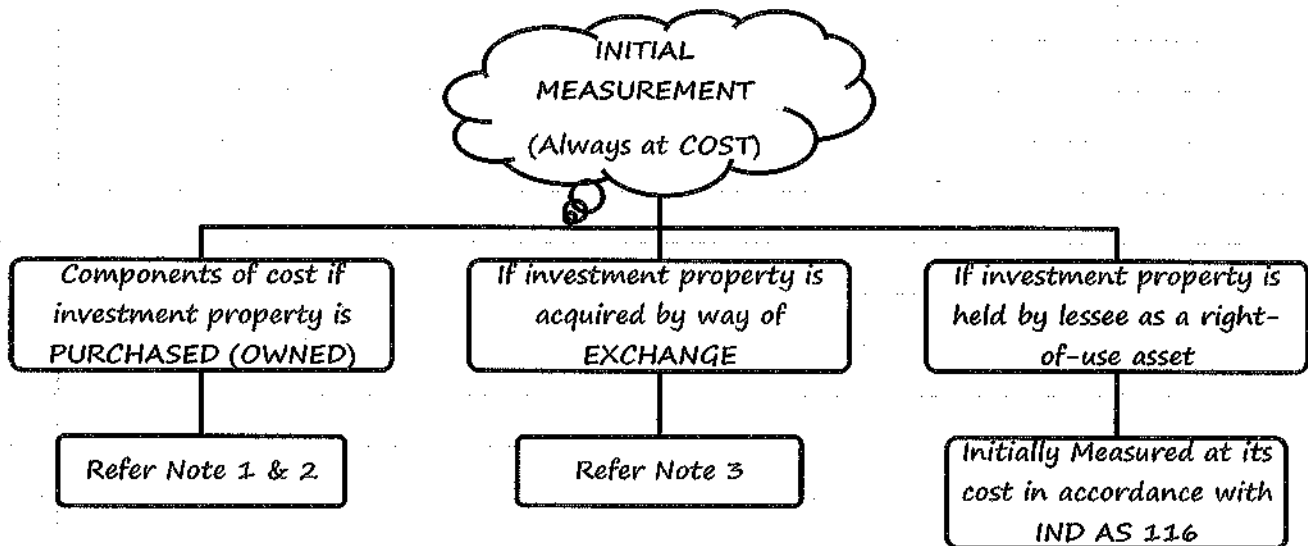 INITIAL
MEASUREMENT
(Always at COST)
Components of cost if
investment property is
PURCHASED (OWNED)
If investment property is
acquired by way of
EXCHANGE
If investment property is
held by lessee as a right-
of-use asset
Refer Note 1 & 2
Refer Note 3
Initially Measured at its
cost in accordance with
IND AS 116